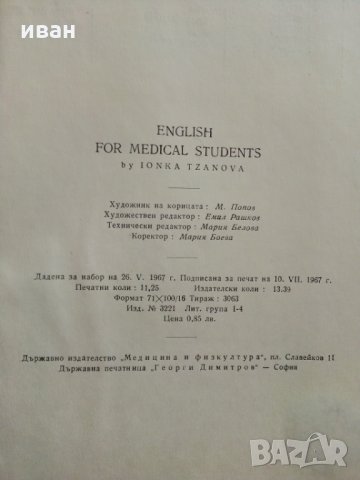 иван
ENGLISH
FOR MEDICAL STUDENTS
by IONKA TZANOVA
Художник на корицата: М. Попов
Художествен редактор: Емил Рашков
Технически редактор: Мария Белова
Коректор: Мария Боева
Дадена за набор на 26. V. 1967 г. Подписана за печат на 10. VII. 1967 г.
Печатни коли: 11,25 Издателски коли: 13.39
Формат 71×100/16 Тираж: 3063
Изд. № 3221 Лит. група I-4
Цена 0,85 лв.
Държавно издателство „Медицина и физкултура", пл. Славейков 11
Държавна печатница „Георги Димитров" — София
BAZAR